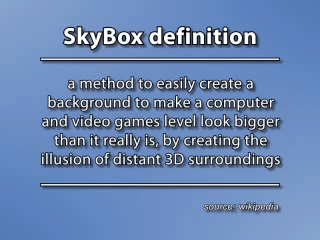 SkyBox definition
a method to easily create a
background to make a computer
and video games level look bigger
than it really is, by creating the
illusion of distant 3D surroundings
source: wikipedia